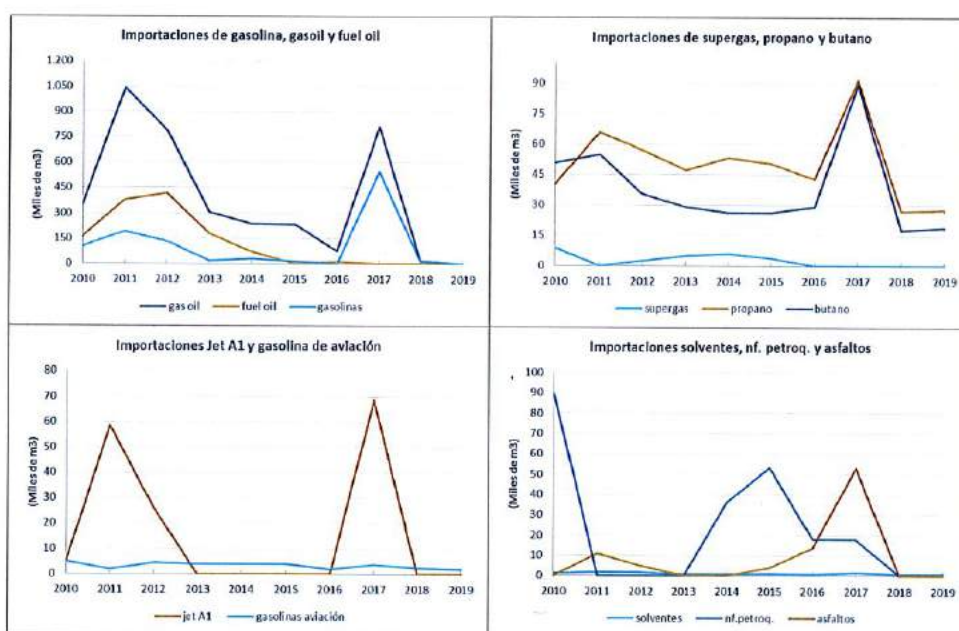 Importaciones de gasolina, gasoil y fuel oil
(Miles de m3)
1.200
1.050
900
750
600
450
300
150
0
2010 2011 2012 2013 2014 2015 2016 2017 2018 2019
gas oil fuel oil gasolinas
Importaciones de supergas, propano y butano
(Miles de m3)
90
75
60
45
30
15
0
2010 2011 2012 2013 2014 2015 2016 2017 2018 2019
supergas propano butano
Importaciones Jet A1 y gasolina de aviación
(Miles de m3)
80
70
60
50
40
30
20
10
0
2010 2011 2012 2013 2014 2015 2016 2017 2018 2019
jet A1 gasolinas aviación
Importaciones solventes, nf. petroq. y asfaltos
(Miles de m3)
100
90
80
70
60
50
40
30
20
10
0
2010 2011 2012 2013 2014 2015 2016 2017 2018 2019
solventes nf.petroq. asfaltos